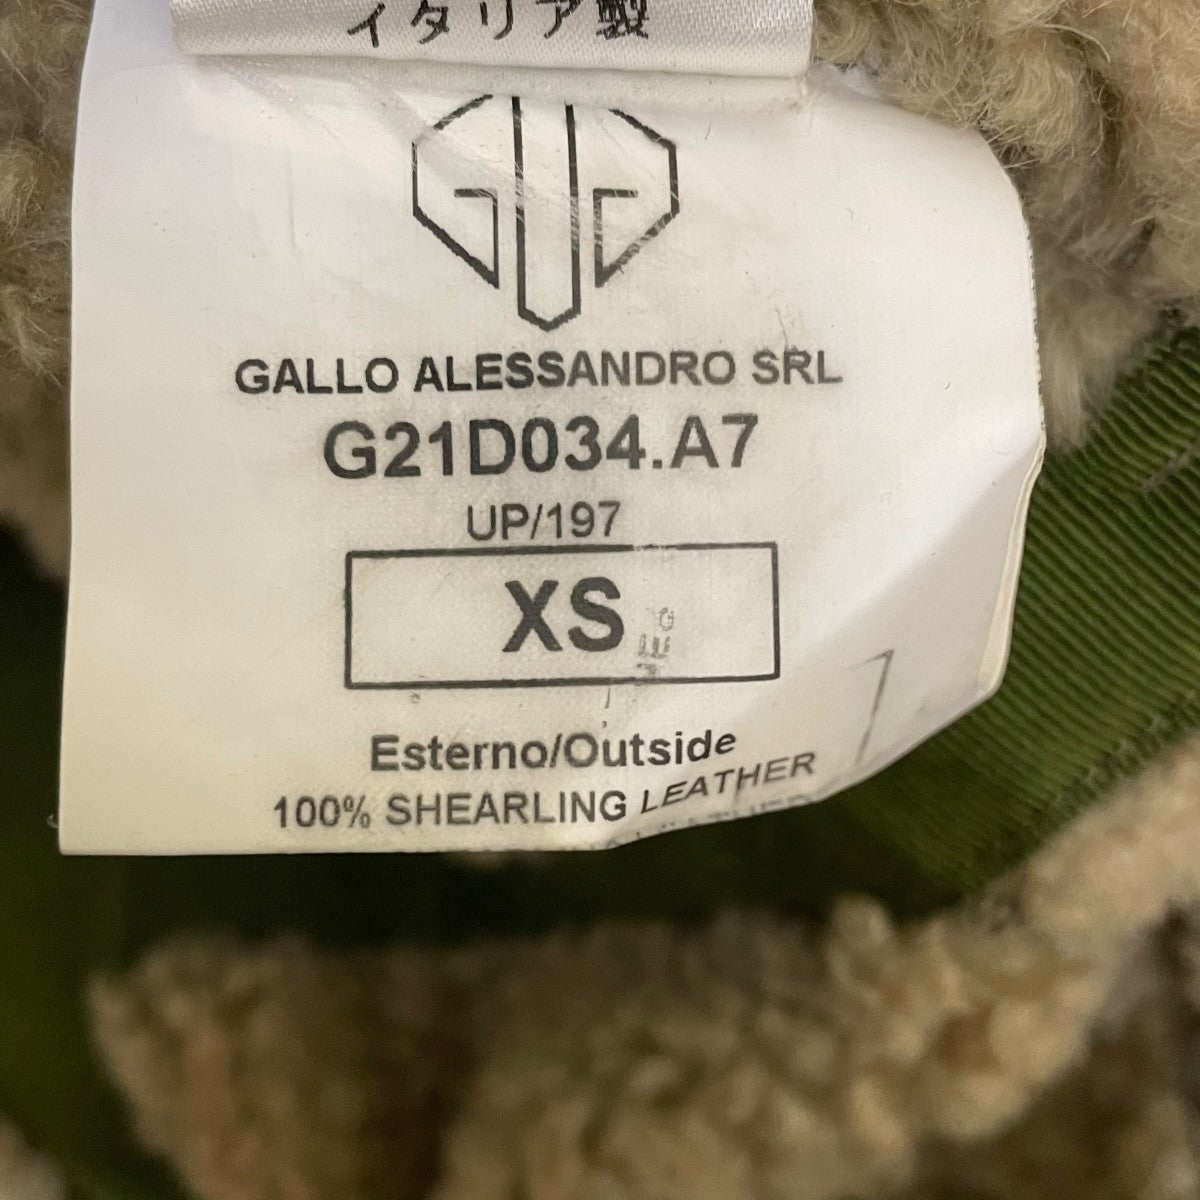 イタリア製
GALLO ALESSANDRO SRL
G21D034.A7
UP/197
XS
Esterno/Outside
100% SHEARLING LEATHER